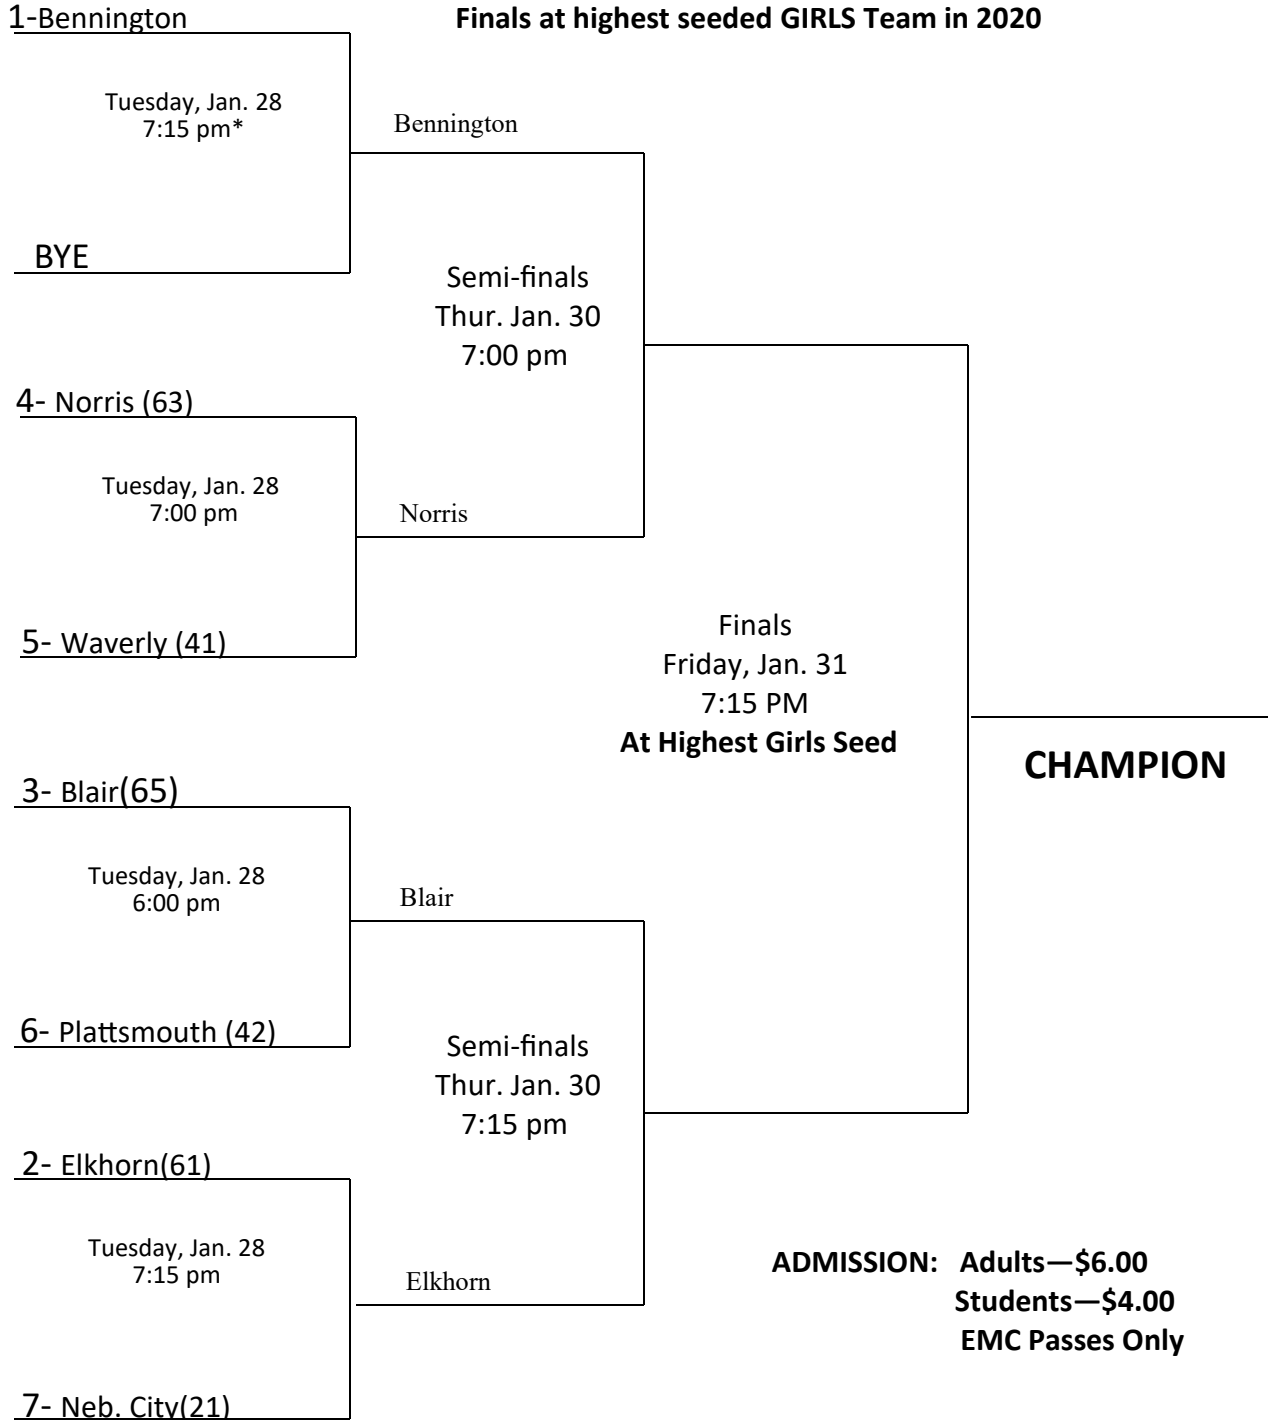 1-Bennington
Finals at highest seeded GIRLS Team in 2020
Tuesday, Jan. 28
7:15 pm*
Bennington
BYE
Semi-finals
Thur. Jan. 30
7:00 pm
4- Norris (63)
Tuesday, Jan. 28
7:00 pm
Norris
5- Waverly (41)
Finals
Friday, Jan. 31
7:15 PM
At Highest Girls Seed
CHAMPION
3- Blair(65)
Tuesday, Jan. 28
6:00 pm
Blair
6- Plattsmouth (42)
Semi-finals
Thur. Jan. 30
7:15 pm
2- Elkhorn(61)
Tuesday, Jan. 28
7:15 pm
Elkhorn
ADMISSION: Adults—$6.00
Students—$4.00
EMC Passes Only
7- Neb. City(21)